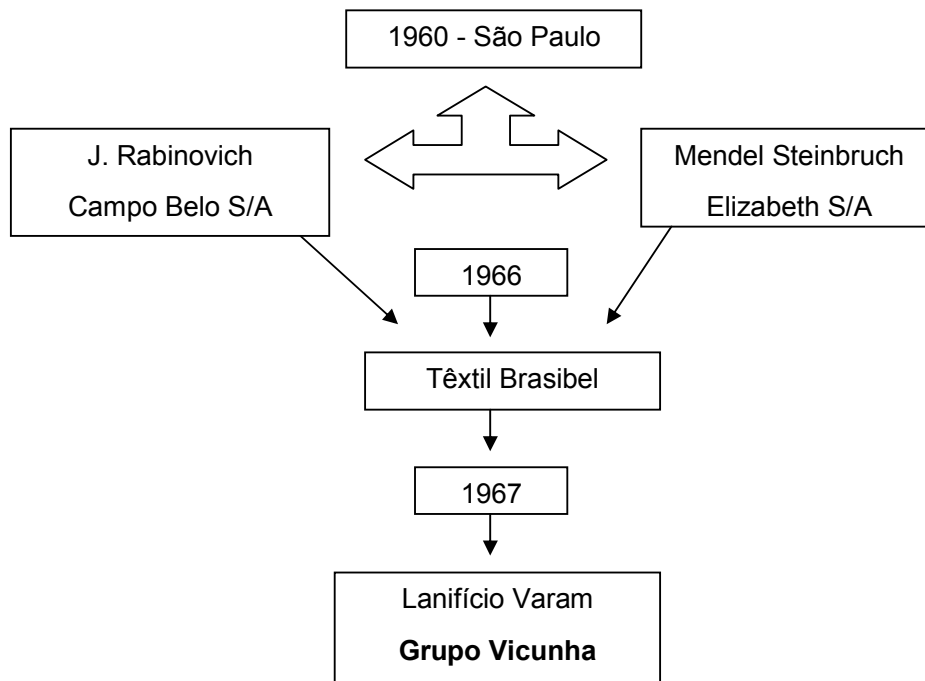 1960 - São Paulo
J. Rabinovich
Campo Belo S/A
Mendel Steinbruch
Elizabeth S/A
1966
Têxtil Brasibel
1967
Lanifício Varam
Grupo Vicunha